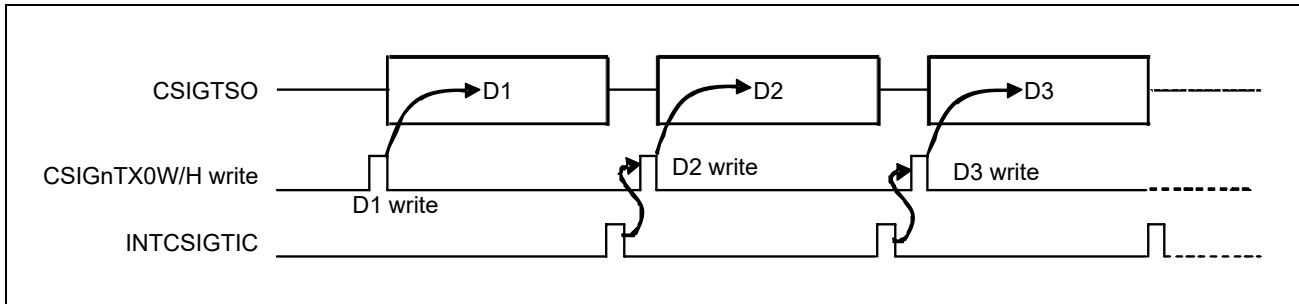 CSIGTSO
D1
D2
D3
CSIGnTX0W/H write
D1 write
D2 write
D3 write
INTCSIGTIC